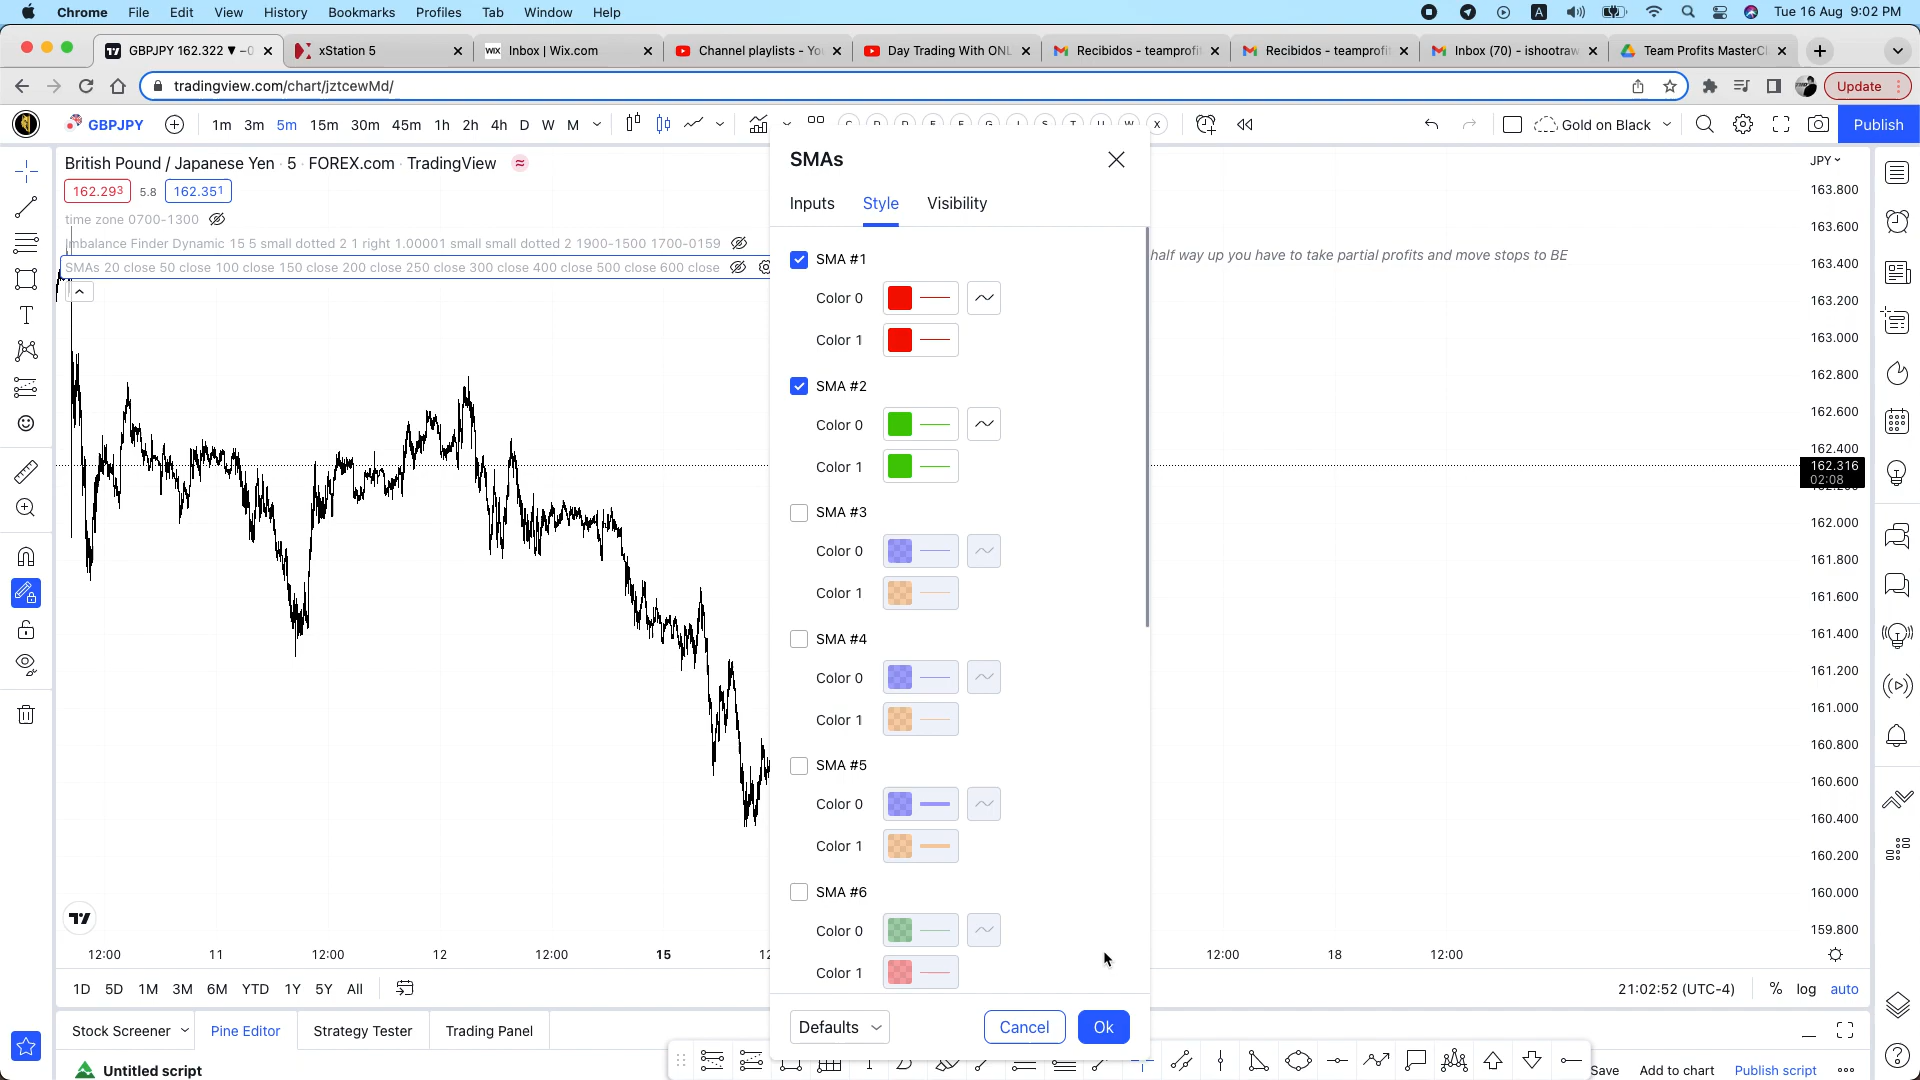 Chrome File Edit View History Bookmarks Profiles Tab Window Help
A Tue 16 Aug 9:02 PM
GBPJPY 162.322 ▼ −0 xStation 5 WIX Inbox | Wix.com Channel playlists - Yo Day Trading With ONL Recibidos - teamprofi Recibidos - teamprofi Inbox (70) - ishootraw Team Profits MasterCl
tradingview.com/chart/jztcewMd/
Update
GBPJPY 1m 3m 5m 15m 30m 45m 1h 2h 4h D W M
Gold on Black Publish
British Pound / Japanese Yen · 5 · FOREX.com · TradingView
162.293 5.8 162.351
time zone 0700-1300
Imbalance Finder Dynamic 15 5 small dotted 2 1 right 1.00001 small small dotted 2 1900-1500 1700-0159
SMAs 20 close 50 close 100 close 150 close 200 close 250 close 300 close 400 close 500 close 600 close
SMAs
Inputs Style Visibility
SMA #1
Color 0
Color 1
SMA #2
Color 0
Color 1
SMA #3
Color 0
Color 1
SMA #4
Color 0
Color 1
SMA #5
Color 0
Color 1
SMA #6
Color 0
Color 1
Defaults Cancel Ok
half way up you have to take partial profits and move stops to BE
JPY
163.800
163.600
163.400
163.200
163.000
162.800
162.600
162.400
162.316
02:08
162.000
161.800
161.600
161.400
161.200
161.000
160.800
160.600
160.400
160.200
160.000
159.800
12:00 11 12:00 12 12:00 15 12:00 18 12:00
1D 5D 1M 3M 6M YTD 1Y 5Y All
21:02:52 (UTC-4) % log auto
Stock Screener Pine Editor Strategy Tester Trading Panel
Untitled script
Save Add to chart Publish script